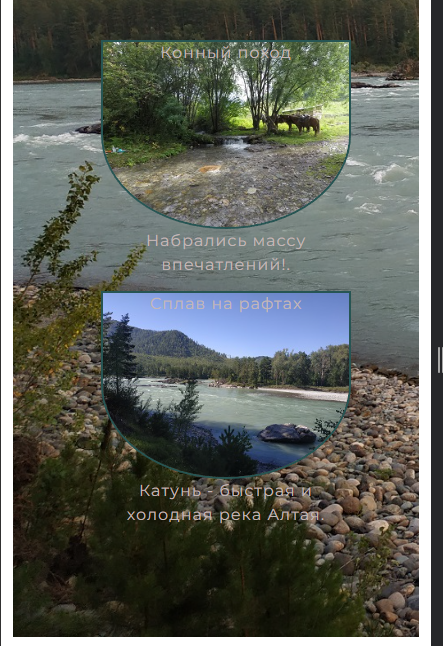 Конный поход
Набрались массу
впечатлений!.
Сплав на рафтах
Катунь - быстрая и
холодная река Алтая.